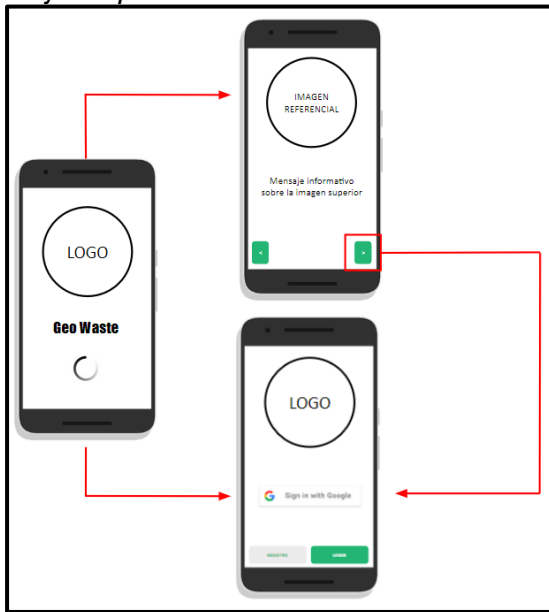 IMAGEN
REFERENCIAL
Mensaje informativo
sobre la imagen superior
<
>
LOGO
Geo Waste
LOGO
Sign in with Google
REGISTRO
LOGIN